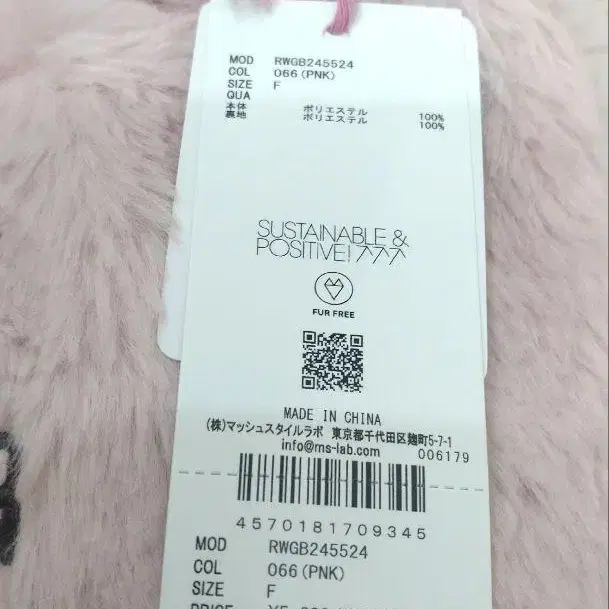 MOD RWGB245524
COL 066(PNK)
SIZE F
QUA
本体 ポリエステル 100%
裏地 ポリエステル 100%
SUSTAINABLE &
POSITIVE!
FUR FREE
MADE IN CHINA
(株)マッシュスタイルラボ 東京都千代田区麹町5-7-1
info@ms-lab.com 006179
4570181709345
MOD RWGB245524
COL 066(PNK)
SIZE F